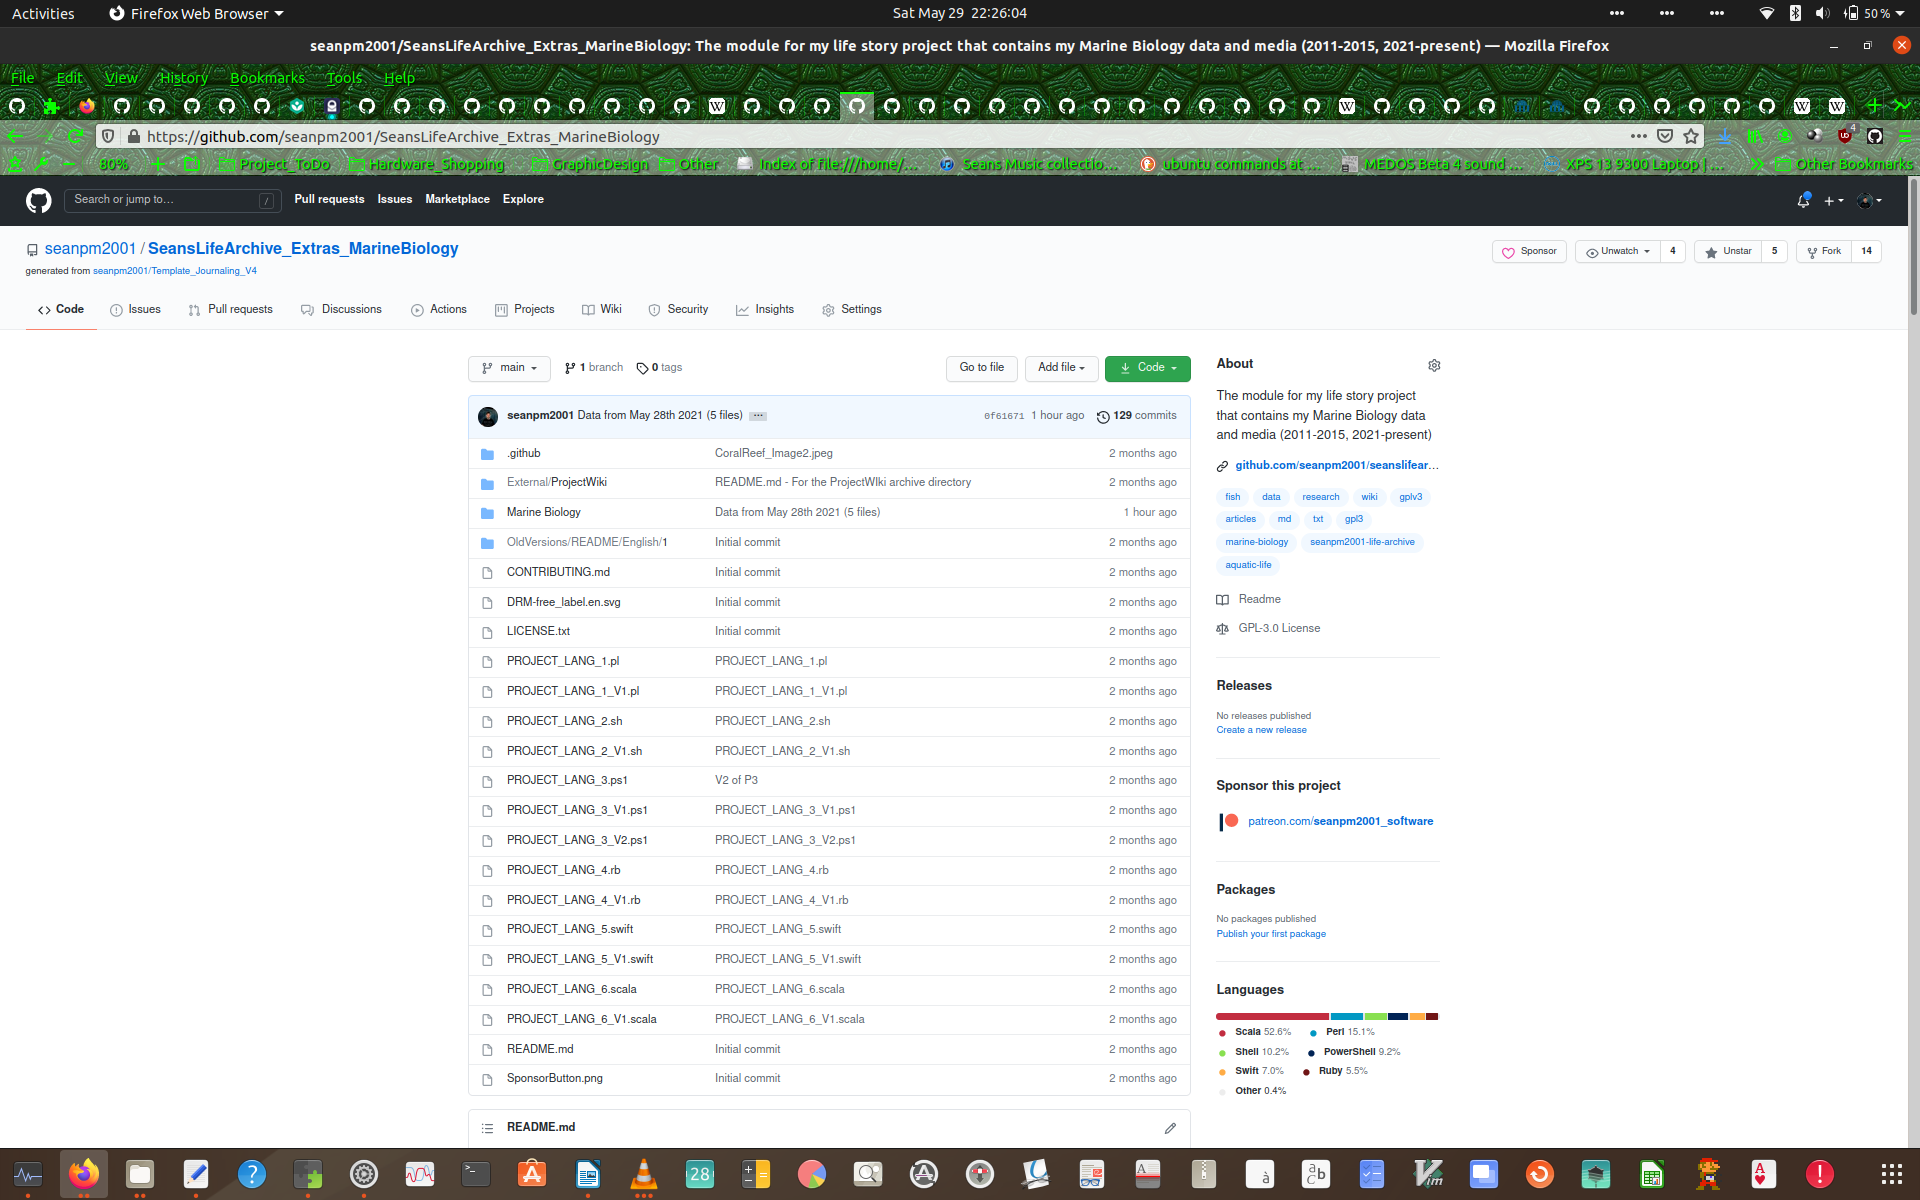 Activities Firefox Web Browser Sat May 29 22:26:04 50 %
seanpm2001/SeansLifeArchive_Extras_MarineBiology: The module for my life story project that contains my Marine Biology data and media (2011-2015, 2021-present) — Mozilla Firefox
File Edit View History Bookmarks Tools Help
https://github.com/seanpm2001/SeansLifeArchive_Extras_MarineBiology 4
80% Project_ToDo Hardware_Shopping GraphicDesign Other Index of file:///home/... Seans Music collectio... ubuntu commands at ... MEDOS Beta 4 sound ... XPS 13 9300 Laptop | ... Other Bookmarks
Search or jump to… / Pull requests Issues Marketplace Explore
seanpm2001 / SeansLifeArchive_Extras_MarineBiology Sponsor Unwatch 4 Unstar 5 Fork 14
generated from seanpm2001/Template_Journaling_V4
Code Issues Pull requests Discussions Actions Projects Wiki Security Insights Settings
main 1 branch 0 tags Go to file Add file Code
seanpm2001 Data from May 28th 2021 (5 files) ... 0f61671 1 hour ago 129 commits
.github CoralReef_Image2.jpeg 2 months ago
External/ProjectWiki README.md - For the ProjectWIki archive directory 2 months ago
Marine Biology Data from May 28th 2021 (5 files) 1 hour ago
OldVersions/README/English/1 Initial commit 2 months ago
CONTRIBUTING.md Initial commit 2 months ago
DRM-free_label.en.svg Initial commit 2 months ago
LICENSE.txt Initial commit 2 months ago
PROJECT_LANG_1.pl PROJECT_LANG_1.pl 2 months ago
PROJECT_LANG_1_V1.pl PROJECT_LANG_1_V1.pl 2 months ago
PROJECT_LANG_2.sh PROJECT_LANG_2.sh 2 months ago
PROJECT_LANG_2_V1.sh PROJECT_LANG_2_V1.sh 2 months ago
PROJECT_LANG_3.ps1 V2 of P3 2 months ago
PROJECT_LANG_3_V1.ps1 PROJECT_LANG_3_V1.ps1 2 months ago
PROJECT_LANG_3_V2.ps1 PROJECT_LANG_3_V2.ps1 2 months ago
PROJECT_LANG_4.rb PROJECT_LANG_4.rb 2 months ago
PROJECT_LANG_4_V1.rb PROJECT_LANG_4_V1.rb 2 months ago
PROJECT_LANG_5.swift PROJECT_LANG_5.swift 2 months ago
PROJECT_LANG_5_V1.swift PROJECT_LANG_5_V1.swift 2 months ago
PROJECT_LANG_6.scala PROJECT_LANG_6.scala 2 months ago
PROJECT_LANG_6_V1.scala PROJECT_LANG_6_V1.scala 2 months ago
README.md Initial commit 2 months ago
SponsorButton.png Initial commit 2 months ago
README.md
About
The module for my life story project
that contains my Marine Biology data
and media (2011-2015, 2021-present)
github.com/seanpm2001/seanslifear…
fish data research wiki gplv3
articles md txt gpl3
marine-biology seanpm2001-life-archive
aquatic-life
Readme
GPL-3.0 License
Releases
No releases published
Create a new release
Sponsor this project
patreon.com/seanpm2001_software
Packages
No packages published
Publish your first package
Languages
Scala 52.6% Perl 15.1%
Shell 10.2% PowerShell 9.2%
Swift 7.0% Ruby 5.5%
Other 0.4%
28